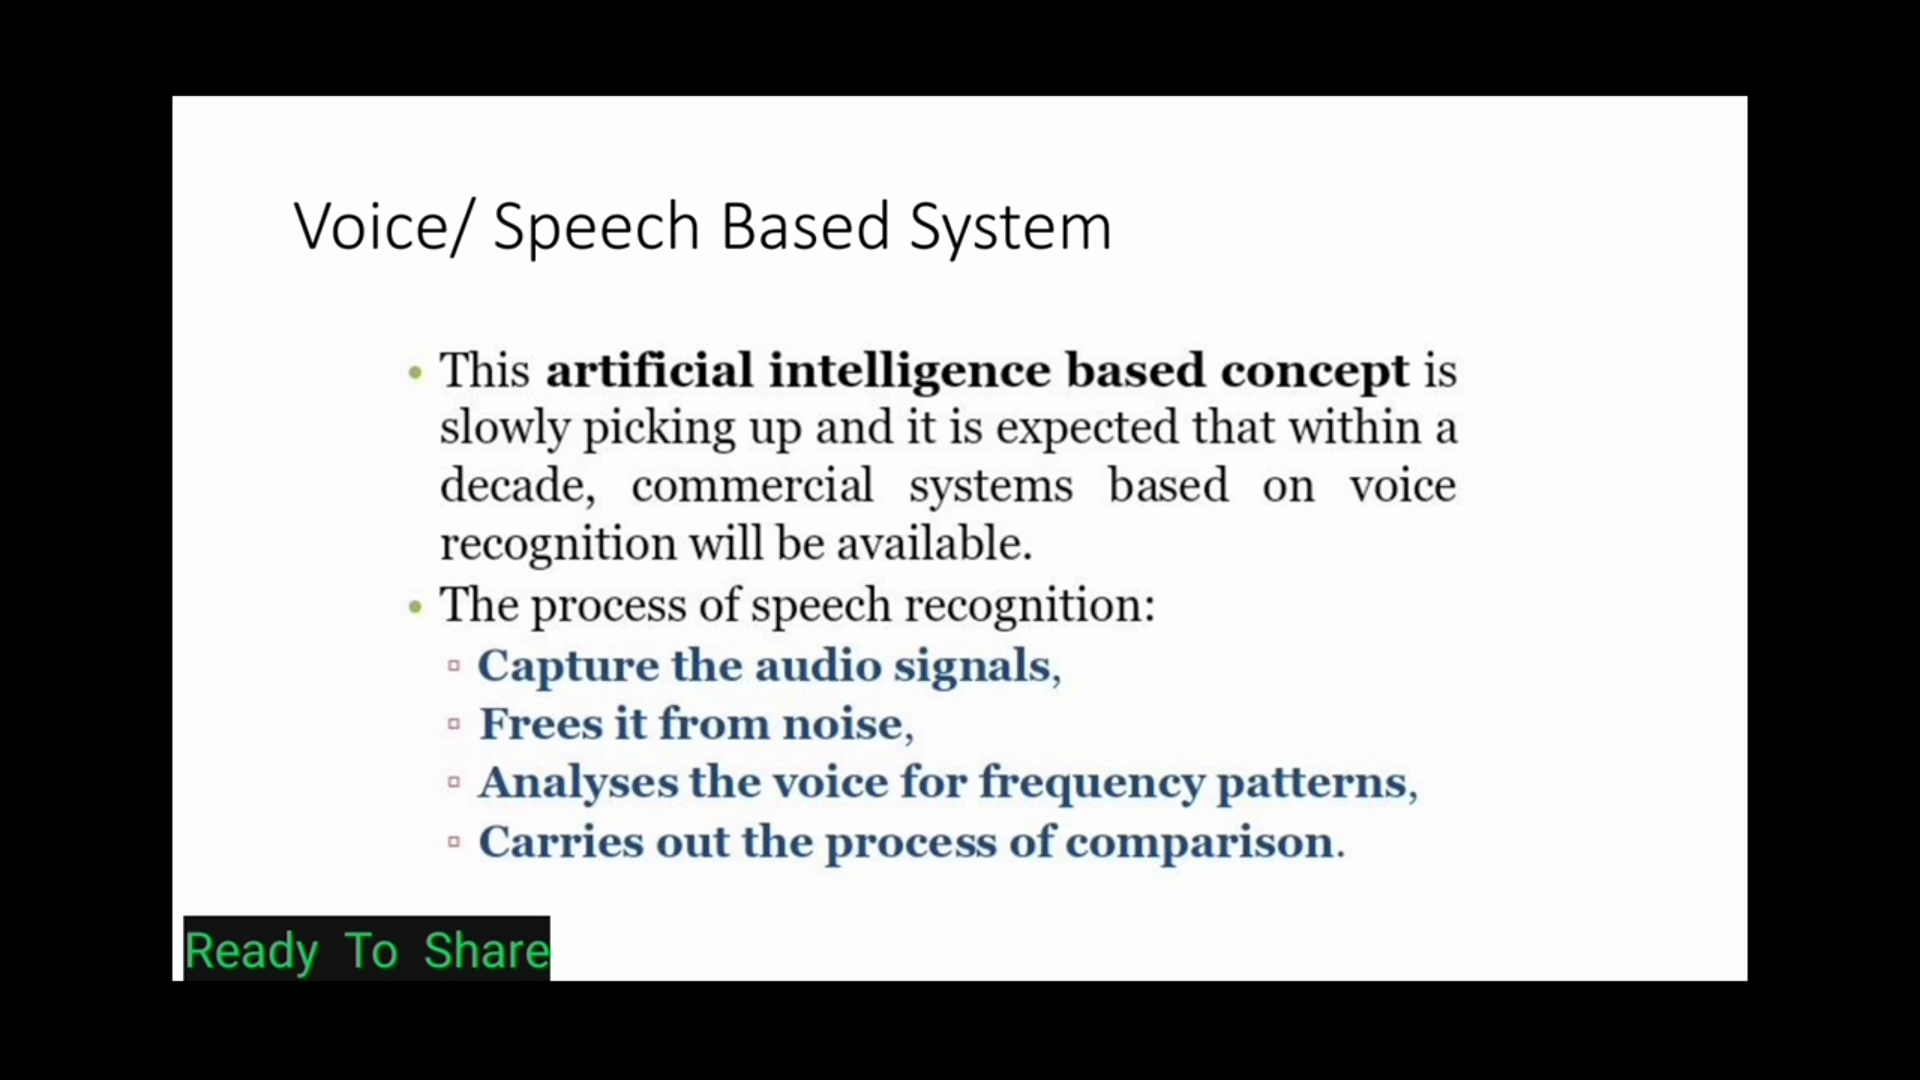 Voice/ Speech Based System
• This artificial intelligence based concept is
slowly picking up and it is expected that within a
decade, commercial systems based on voice
recognition will be available.
• The process of speech recognition:
▫ Capture the audio signals,
▫ Frees it from noise,
▫ Analyses the voice for frequency patterns,
▫ Carries out the process of comparison.
Ready To Share